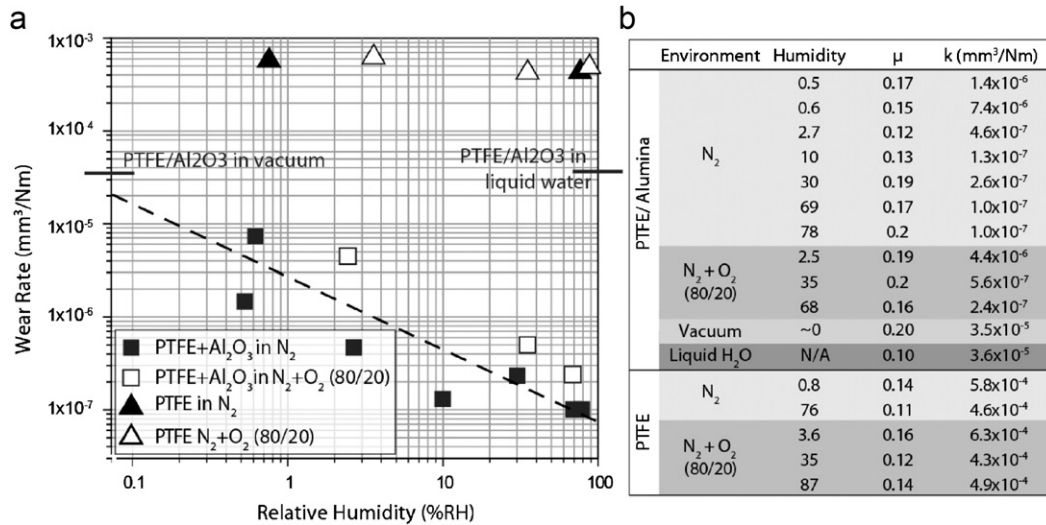 a
Wear Rate (mm³/Nm)
1x10⁻³
1x10⁻⁴
1x10⁻⁵
1x10⁻⁶
1x10⁻⁷
PTFE/Al2O3 in vacuum
PTFE/Al2O3 in
liquid water
PTFE+Al₂O₃ in N₂
PTFE+Al₂O₃ in N₂+O₂ (80/20)
PTFE in N₂
PTFE N₂+O₂ (80/20)
0.1 1 10 100
Relative Humidity (%RH)
b
Environment Humidity μ k (mm³/Nm)
PTFE/ Alumina
N₂
0.5 0.17 1.4x10⁻⁶
0.6 0.15 7.4x10⁻⁶
2.7 0.12 4.6x10⁻⁷
10 0.13 1.3x10⁻⁷
30 0.19 2.6x10⁻⁷
69 0.17 1.0x10⁻⁷
78 0.2 1.0x10⁻⁷
N₂ + O₂
(80/20)
2.5 0.19 4.4x10⁻⁶
35 0.2 5.6x10⁻⁷
68 0.16 2.4x10⁻⁷
Vacuum ~0 0.20 3.5x10⁻⁵
Liquid H₂O N/A 0.10 3.6x10⁻⁵
PTFE
N₂
0.8 0.14 5.8x10⁻⁴
76 0.11 4.6x10⁻⁴
N₂ + O₂
(80/20)
3.6 0.16 6.3x10⁻⁴
35 0.12 4.3x10⁻⁴
87 0.14 4.9x10⁻⁴